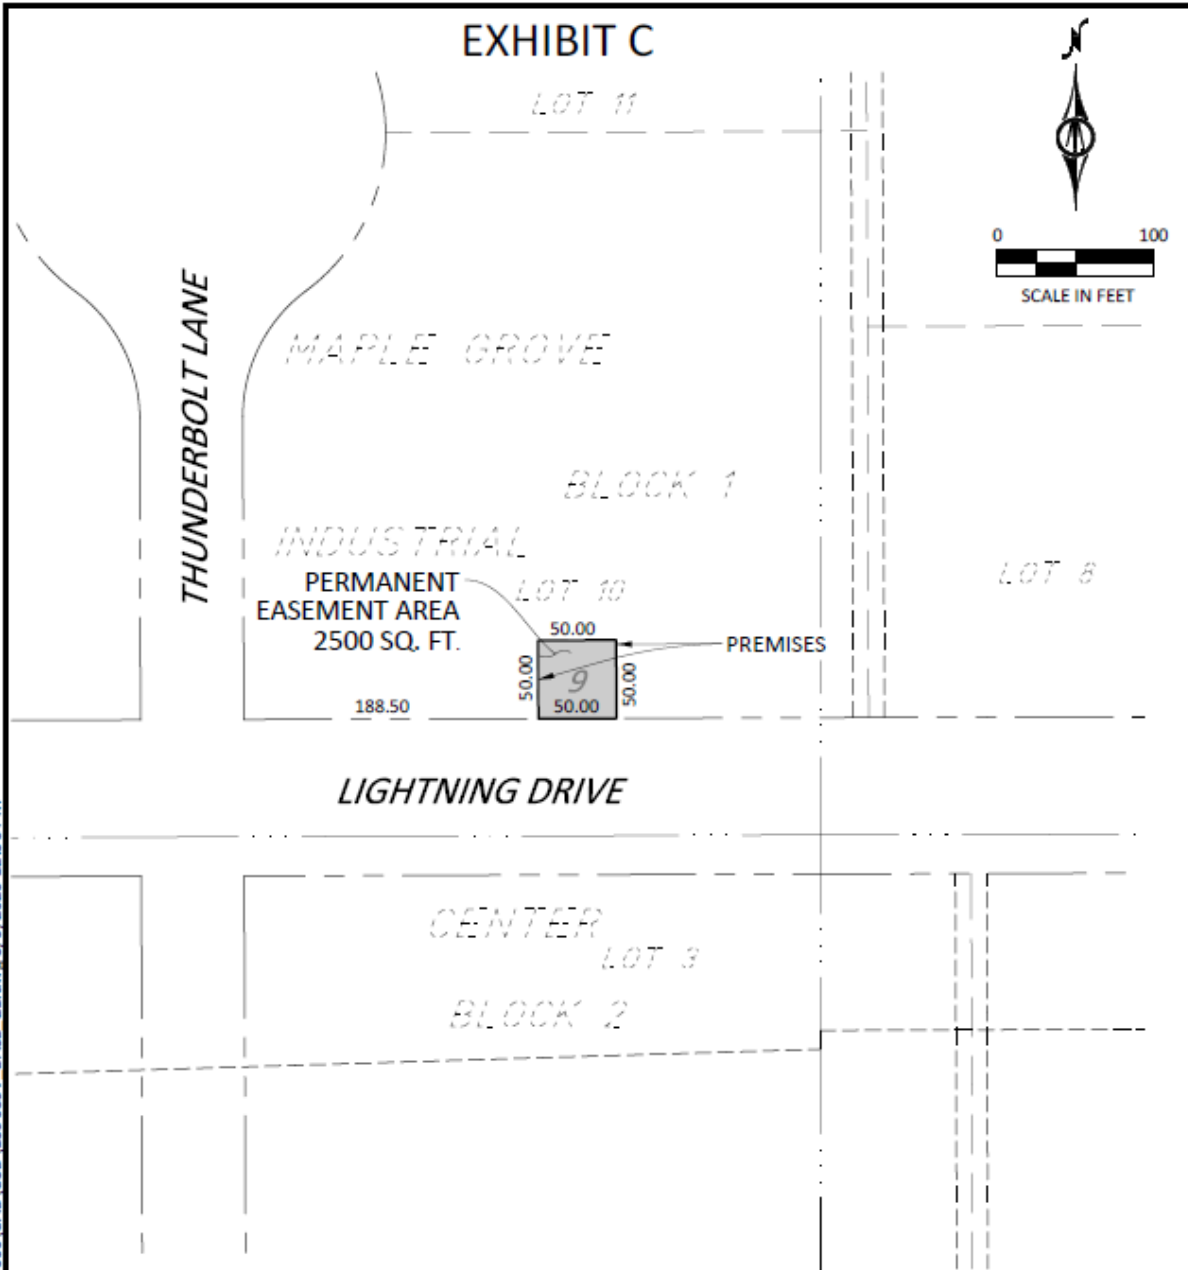 EXHIBIT C
N
LOT 11
0 100
SCALE IN FEET
THUNDERBOLT LANE
MAPLE GROVE
BLOCK 1
INDUSTRIAL
LOT 8
PERMANENT
EASEMENT AREA
2500 SQ. FT.
LOT 10
50.00
PREMISES
50.00
9
50.00
50.00
188.50
LIGHTNING DRIVE
CENTER
LOT 3
BLOCK 2